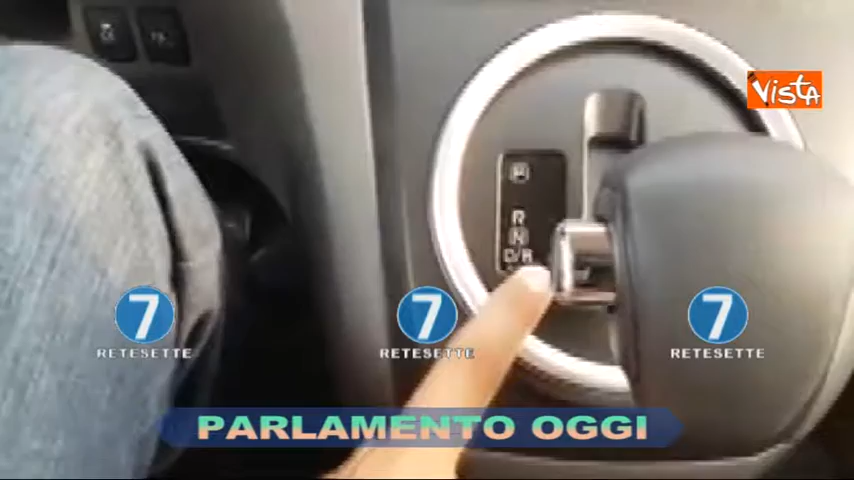 VISTA
P
R
N
D/R
7
RETESETTE
7
RETESETTE
7
RETESETTE
PARLAMENTO OGGI